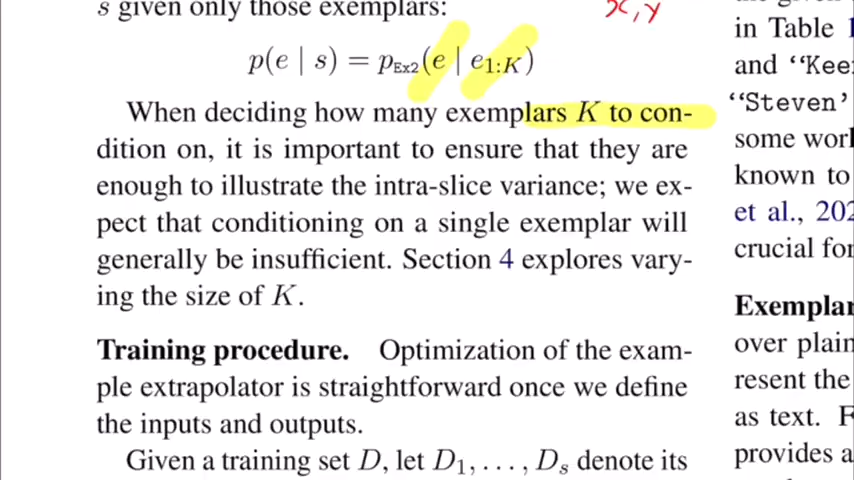 s given only those exemplars:
x, y
p(e | s) = pEx2(e | e1:K)
When deciding how many exemplars K to con-
dition on, it is important to ensure that they are
enough to illustrate the intra-slice variance; we ex-
pect that conditioning on a single exemplar will
generally be insufficient. Section 4 explores vary-
ing the size of K.
Training procedure. Optimization of the exam-
ple extrapolator is straightforward once we define
the inputs and outputs.
Given a training set D, let D1, . . . , Ds denote its
in Table
and “Kee
“Steven’
some worl
known to
et al., 202
crucial for
Exemplar
over plain
resent the
as text. F
provides a